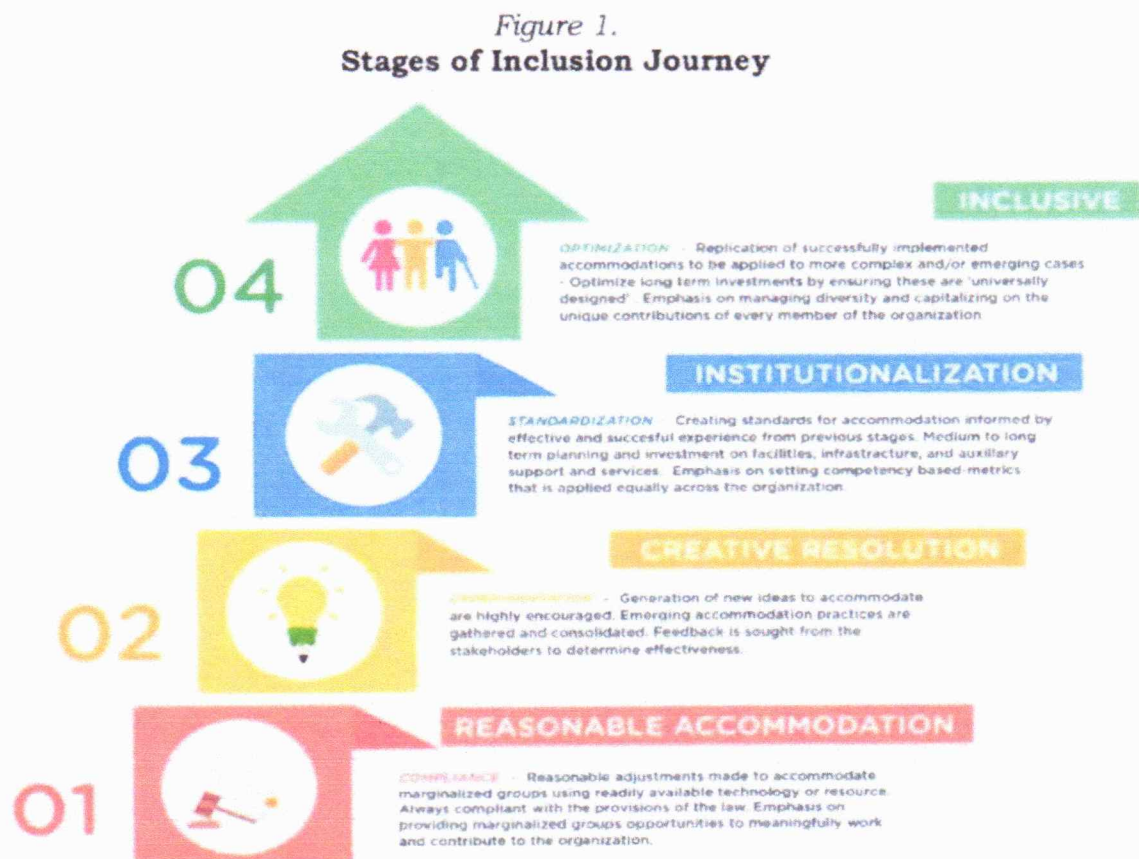 Figure 1.
Stages of Inclusion Journey
INCLUSIVE
04
OPTIMIZATION - Replication of successfully implemented
accommodations to be applied to more complex and/or emerging cases
- Optimize long term investments by ensuring these are 'universally
designed'. Emphasis on managing diversity and capitalizing on the
unique contributions of every member of the organization
INSTITUTIONALIZATION
03
STANDARDIZATION - Creating standards for accommodation informed by
effective and succesful experience from previous stages. Medium to long
term planning and investment on facilities, infrastracture, and auxillary
support and services. Emphasis on setting competency based-metrics
that is applied equally across the organization.
CREATIVE RESOLUTION
02
- Generation of new ideas to accommodate
are highly encouraged. Emerging accommodation practices are
gathered and consolidated. Feedback is sought from the
stakeholders to determine effectiveness.
REASONABLE ACCOMMODATION
01
COMPLIANCE - Reasonable adjustments made to accommodate
marginalized groups using readily available technology or resource.
Always compliant with the provisions of the law. Emphasis on
providing marginalized groups opportunities to meaningfully work
and contribute to the organization.